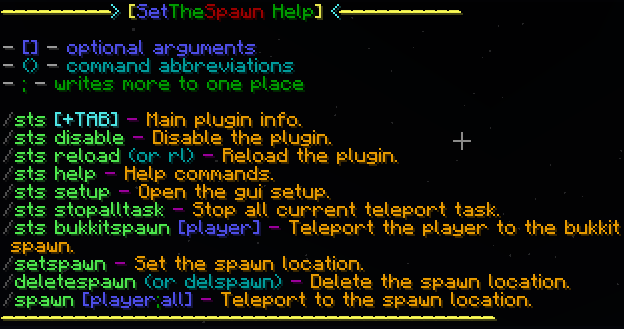 ──────────> [SetTheSpawn Help] <───────────
- [] - optional arguments
- () - command abbreviations
- ; - writes more to one place
/sts [+TAB] - Main plugin info.
/sts disable - Disable the plugin.
/sts reload (or rl) - Reload the plugin.
/sts help - Help commands.
/sts setup - Open the gui setup.
/sts stopalltask - Stop all current teleport task.
/sts bukkitspawn [player] - Teleport the player to the bukkit
spawn.
/setspawn - Set the spawn location.
/deletespawn (or delspawn) - Delete the spawn location.
/spawn [player;all] - Teleport to the spawn location.